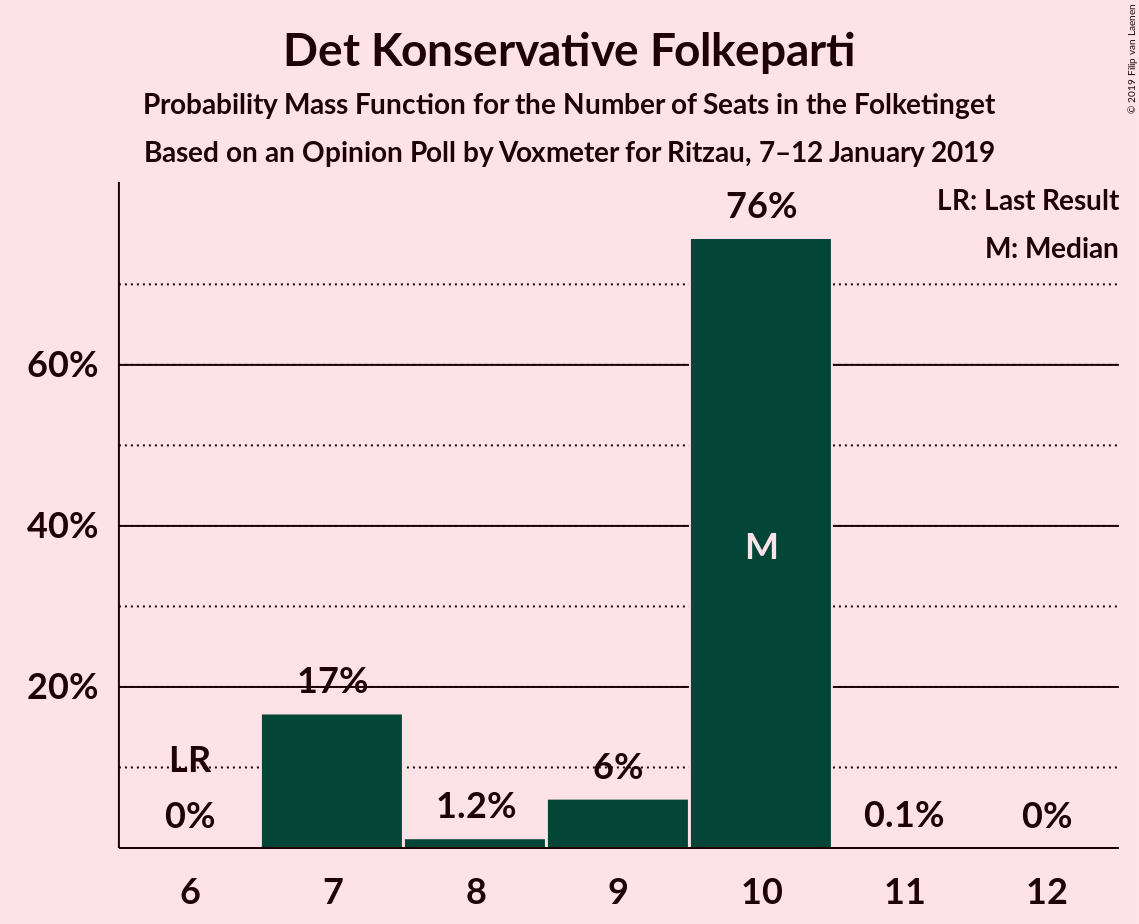 Det Konservative Folkeparti
Probability Mass Function for the Number of Seats in the Folketinget
Based on an Opinion Poll by Voxmeter for Ritzau, 7–12 January 2019
© 2019 Filip van Laenen
LR: Last Result
M: Median
76%
60%
40%
M
20%
17%
LR
6%
0%
1.2%
0.1%
0%
6 7 8 9 10 11 12